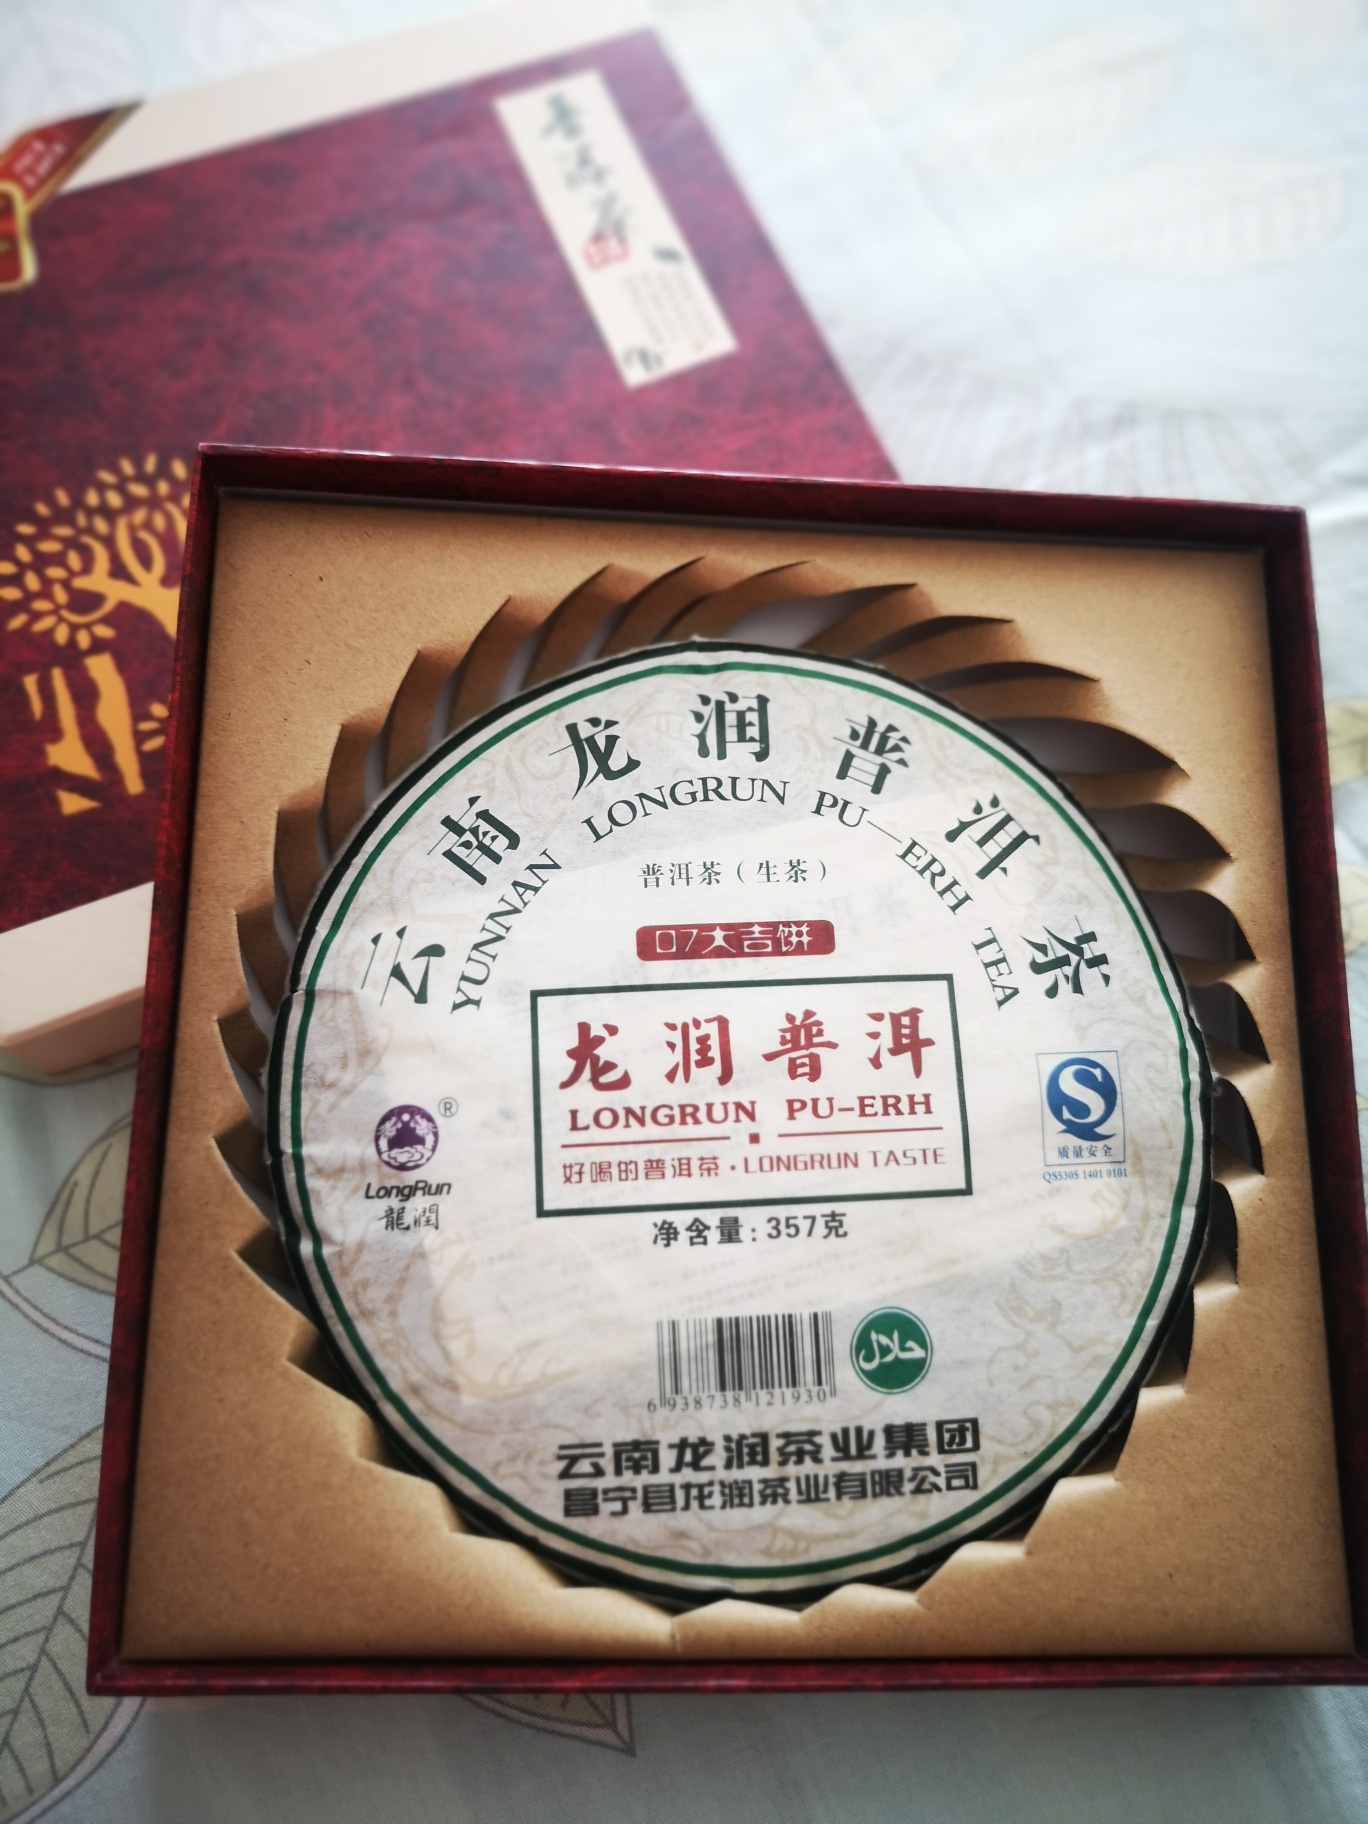 普洱茶
云南龙润普洱茶
YUNNAN LONGRUN PU—ERH TEA
普洱茶（生茶）
07大吉饼
龙润普洱
LONGRUN PU-ERH
好喝的普洱茶·LONGRUN TASTE
®
LongRun
龍潤
质量安全
QS5305 1401 0101
净含量：357克
6 938738 121930
حلال
云南龙润茶业集团
昌宁县龙润茶业有限公司